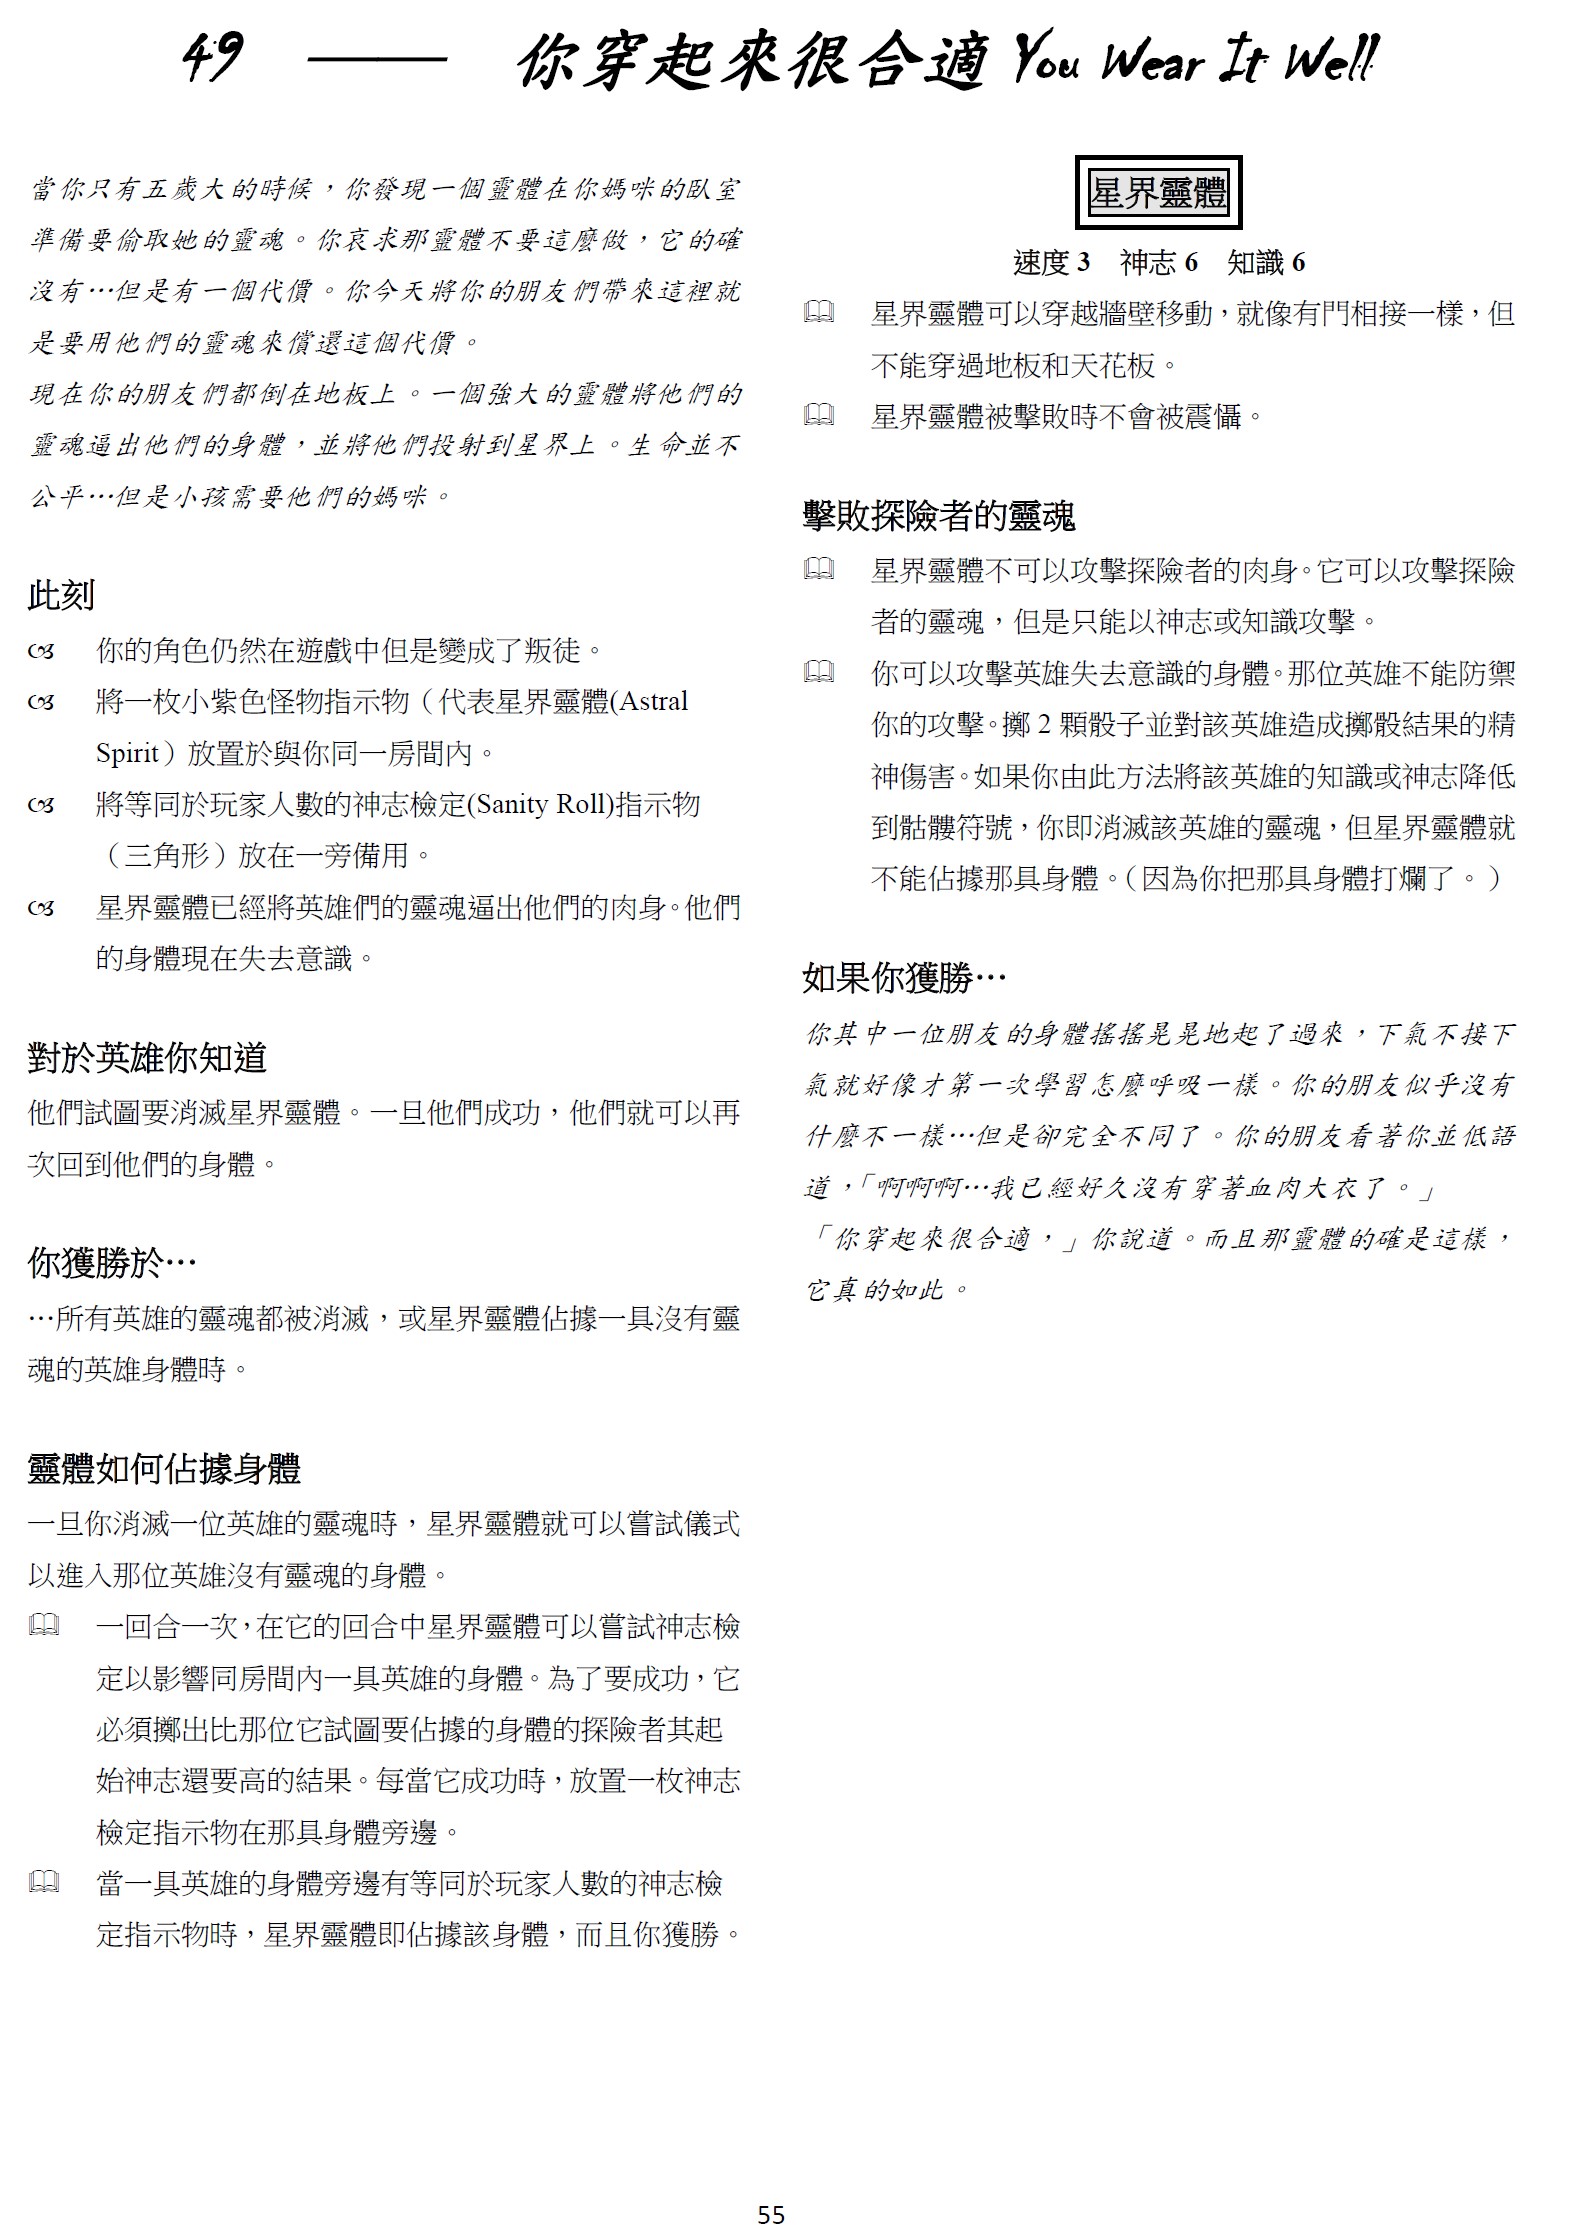 49 —— 你穿起來很合適 You Wear It Well
當你只有五歲大的時候，你發現一個靈體在你媽咪的臥室
準備要偷取她的靈魂。你哀求那靈體不要這麼做，它的確
沒有…但是有一個代價。你今天將你的朋友們帶來這裡就
是要用他們的靈魂來償還這個代價。
現在你的朋友們都倒在地板上。一個強大的靈體將他們的
靈魂逼出他們的身體，並將他們投射到星界上。生命並不
公平…但是小孩需要他們的媽咪。
此刻
你的角色仍然在遊戲中但是變成了叛徒。
將一枚小紫色怪物指示物（代表星界靈體(Astral
Spirit）放置於與你同一房間內。
將等同於玩家人數的神志檢定(Sanity Roll)指示物
（三角形）放在一旁備用。
星界靈體已經將英雄們的靈魂逼出他們的肉身。他們
的身體現在失去意識。
對於英雄你知道
他們試圖要消滅星界靈體。一旦他們成功，他們就可以再
次回到他們的身體。
你獲勝於…
…所有英雄的靈魂都被消滅，或星界靈體佔據一具沒有靈
魂的英雄身體時。
靈體如何佔據身體
一旦你消滅一位英雄的靈魂時，星界靈體就可以嘗試儀式
以進入那位英雄沒有靈魂的身體。
一回合一次，在它的回合中星界靈體可以嘗試神志檢
定以影響同房間內一具英雄的身體。為了要成功，它
必須擲出比那位它試圖要佔據的身體的探險者其起
始神志還要高的結果。每當它成功時，放置一枚神志
檢定指示物在那具身體旁邊。
當一具英雄的身體旁邊有等同於玩家人數的神志檢
定指示物時，星界靈體即佔據該身體，而且你獲勝。
星界靈體
速度 3 神志 6 知識 6
星界靈體可以穿越牆壁移動，就像有門相接一樣，但
不能穿過地板和天花板。
星界靈體被擊敗時不會被震懾。
擊敗探險者的靈魂
星界靈體不可以攻擊探險者的肉身。它可以攻擊探險
者的靈魂，但是只能以神志或知識攻擊。
你可以攻擊英雄失去意識的身體。那位英雄不能防禦
你的攻擊。擲 2 顆骰子並對該英雄造成擲骰結果的精
神傷害。如果你由此方法將該英雄的知識或神志降低
到骷髏符號，你即消滅該英雄的靈魂，但星界靈體就
不能佔據那具身體。（因為你把那具身體打爛了。）
如果你獲勝…
你其中一位朋友的身體搖搖晃晃地起了過來，下氣不接下
氣就好像才第一次學習怎麼呼吸一樣。你的朋友似乎沒有
什麼不一樣…但是卻完全不同了。你的朋友看著你並低語
道，「啊啊啊…我已經好久沒有穿著血肉大衣了。」
「你穿起來很合適，」你說道。而且那靈體的確是這樣，
它真的如此。
55